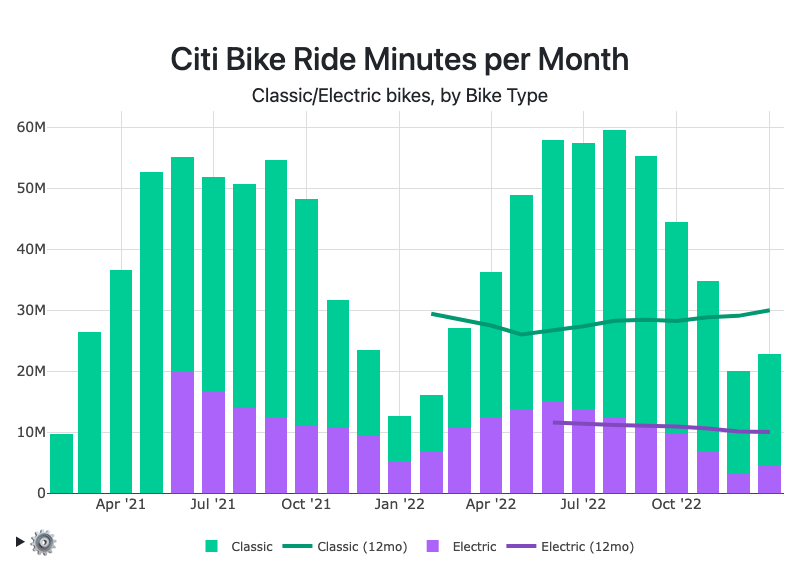 Citi Bike Ride Minutes per Month
Classic/Electric bikes, by Bike Type
60M
50M
40M
30M
20M
10M
0
Apr '21 Jul '21 Oct '21 Jan '22 Apr '22 Jul '22 Oct '22
Classic Classic (12mo) Electric Electric (12mo)